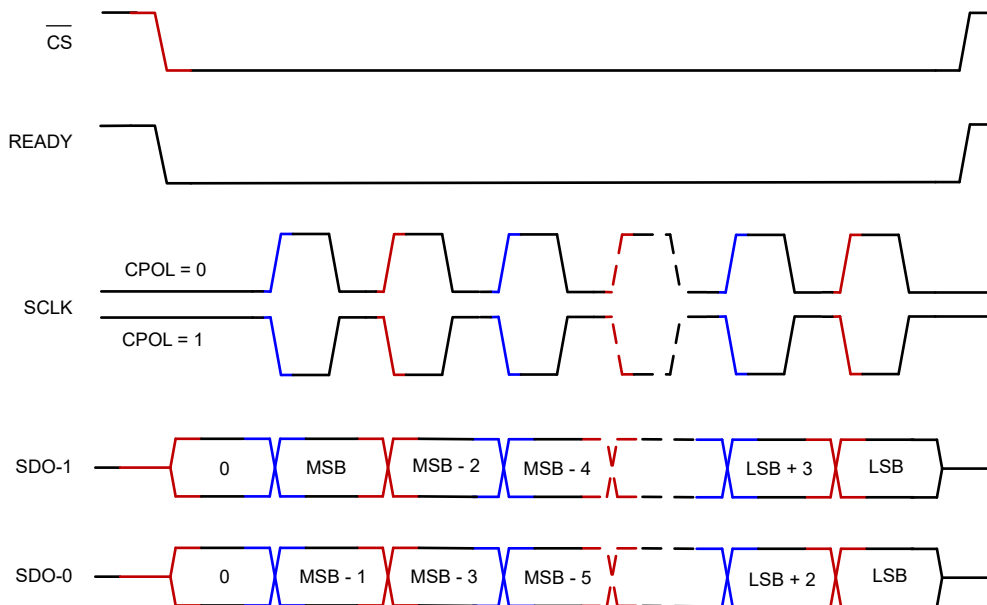 CS
READY
CPOL = 0
SCLK
CPOL = 1
SDO-1 0 MSB MSB - 2 MSB - 4 LSB + 3 LSB
SDO-0 0 MSB - 1 MSB - 3 MSB - 5 LSB + 2 LSB